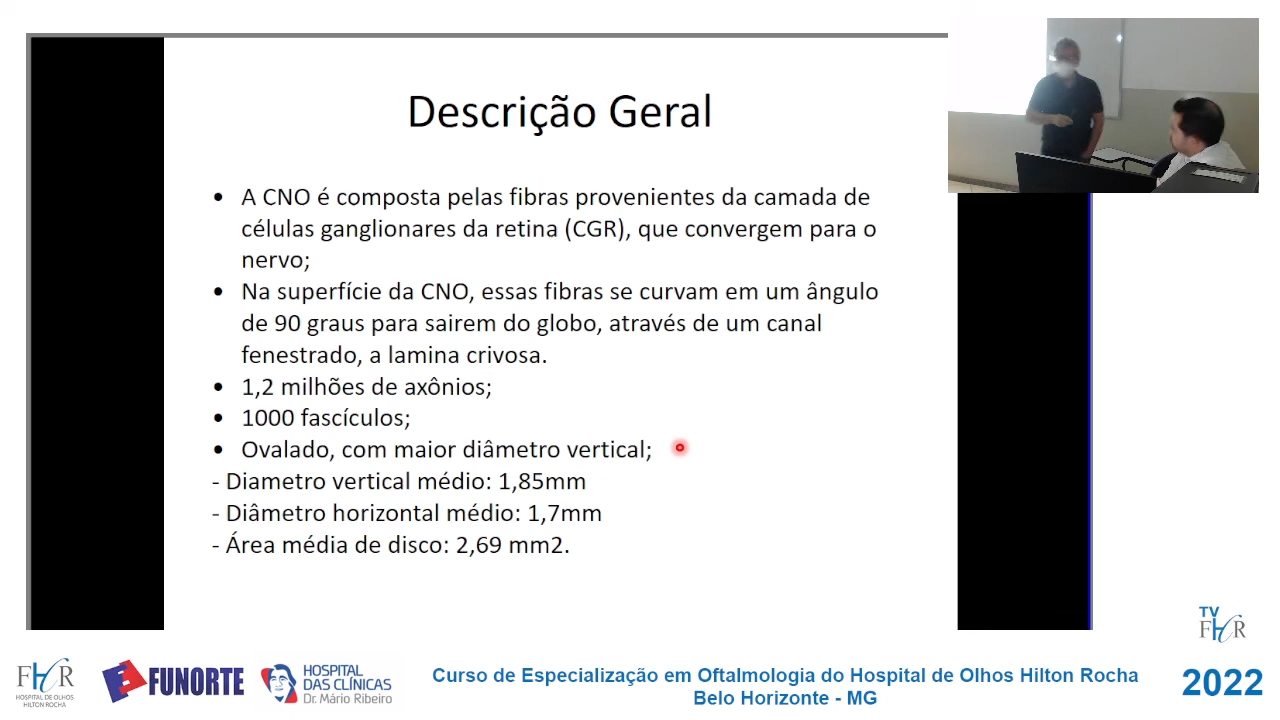 Descrição Geral
• A CNO é composta pelas fibras provenientes da camada de
células ganglionares da retina (CGR), que convergem para o
nervo;
• Na superfície da CNO, essas fibras se curvam em um ângulo
de 90 graus para sairem do globo, através de um canal
fenestrado, a lamina crivosa.
• 1,2 milhões de axônios;
• 1000 fascículos;
• Ovalado, com maior diâmetro vertical;
- Diametro vertical médio: 1,85mm
- Diâmetro horizontal médio: 1,7mm
- Área média de disco: 2,69 mm2.
TV
FHR
FHR
HOSPITAL DE OLHOS
HILTON ROCHA
FUNORTE
HOSPITAL
DAS CLÍNICAS
Dr. Mário Ribeiro
Curso de Especialização em Oftalmologia do Hospital de Olhos Hilton Rocha
Belo Horizonte - MG
2022